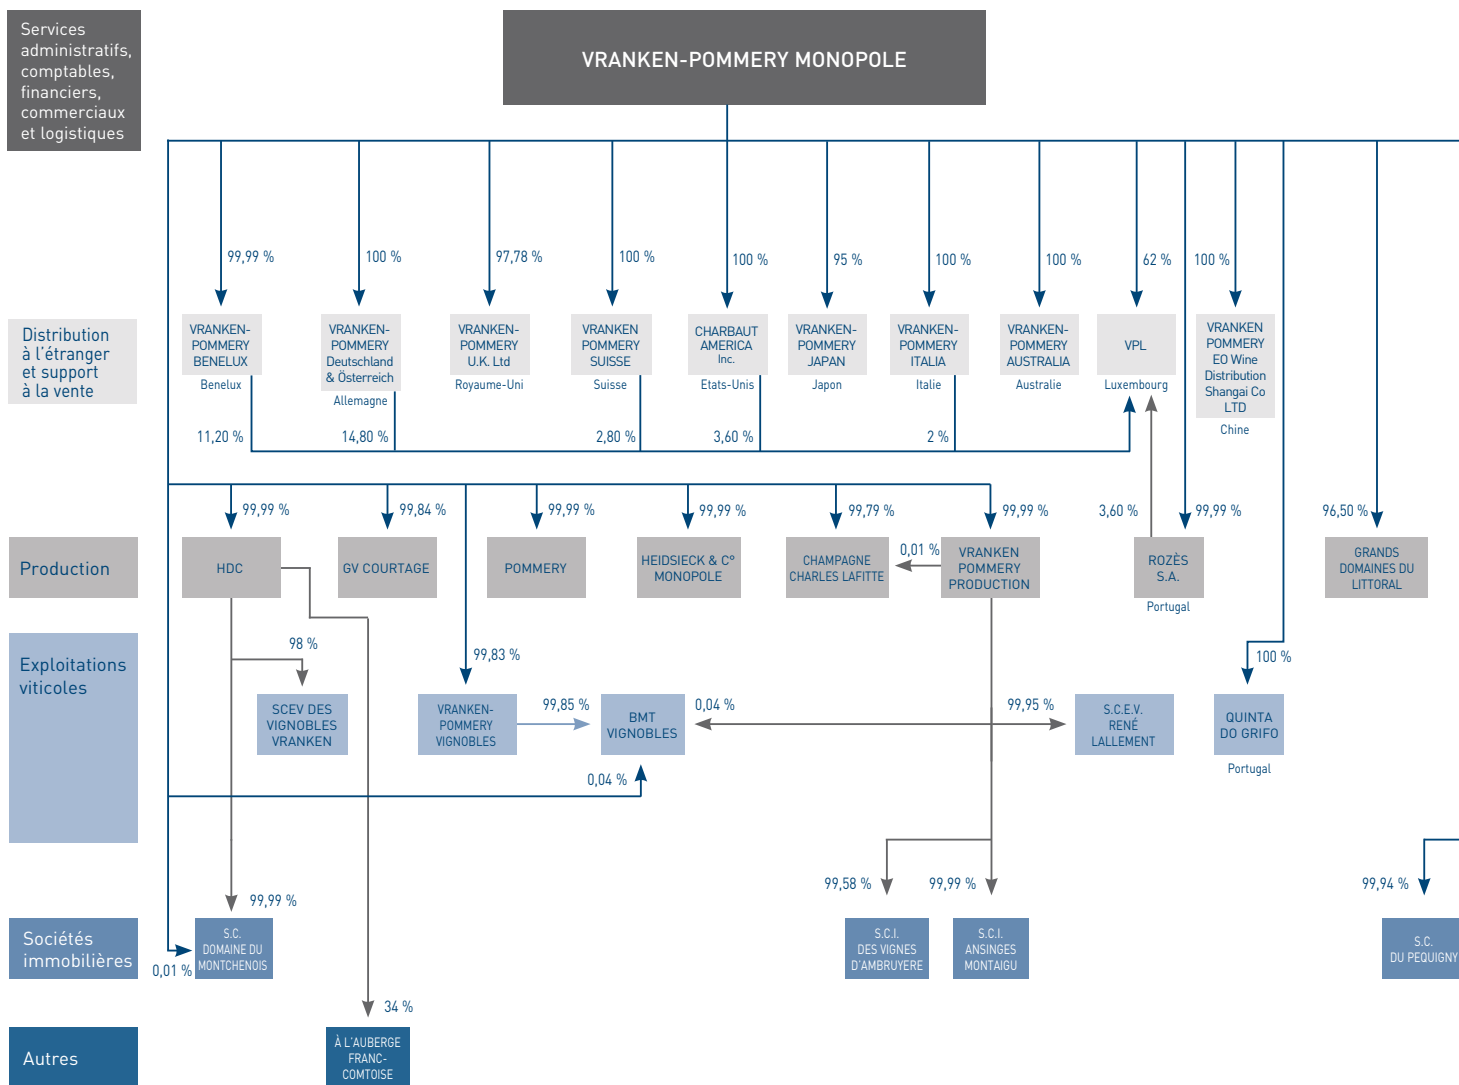 Services
administratifs,
comptables,
financiers,
commerciaux
et logistiques
VRANKEN-POMMERY MONOPOLE
99,99 %
100 %
97,78 %
100 %
100 %
95 %
100 %
100 %
62 %
100 %
Distribution
à l'étranger
et support
à la vente
VRANKEN-
POMMERY
BENELUX
Benelux
VRANKEN-
POMMERY
Deutschland
& Österreich
Allemagne
VRANKEN-
POMMERY
U.K. Ltd
Royaume-Uni
VRANKEN
POMMERY
SUISSE
Suisse
CHARBAUT
AMERICA
Inc.
Etats-Unis
VRANKEN-
POMMERY
JAPAN
Japon
VRANKEN-
POMMERY
ITALIA
Italie
VRANKEN-
POMMERY
AUSTRALIA
Australie
VPL
Luxembourg
VRANKEN
POMMERY
EO Wine
Distribution
Shangai Co
LTD
Chine
11,20 %
14,80 %
2,80 %
3,60 %
2 %
99,99 %
99,84 %
99,99 %
99,99 %
99,79 %
99,99 %
3,60 %
99,99 %
96,50 %
Production
HDC
GV COURTAGE
POMMERY
HEIDSIECK & C°
MONOPOLE
CHAMPAGNE
CHARLES LAFITTE
0,01 %
VRANKEN
POMMERY
PRODUCTION
ROZÈS
S.A.
Portugal
GRANDS
DOMAINES DU
LITTORAL
Exploitations
viticoles
98 %
99,83 %
100 %
SCEV DES
VIGNOBLES
VRANKEN
VRANKEN-
POMMERY
VIGNOBLES
99,85 %
BMT
VIGNOBLES
0,04 %
99,95 %
S.C.E.V.
RENÉ
LALLEMENT
QUINTA
DO GRIFO
Portugal
0,04 %
99,99 %
99,58 %
99,99 %
99,94 %
Sociétés
immobilières
0,01 %
S.C.
DOMAINE DU
MONTCHENOIS
S.C.I.
DES VIGNES
D'AMBRUYERE
S.C.I.
ANSINGES
MONTAIGU
S.C.
DU PEQUIGNY
34 %
Autres
À L'AUBERGE
FRANC-
COMTOISE